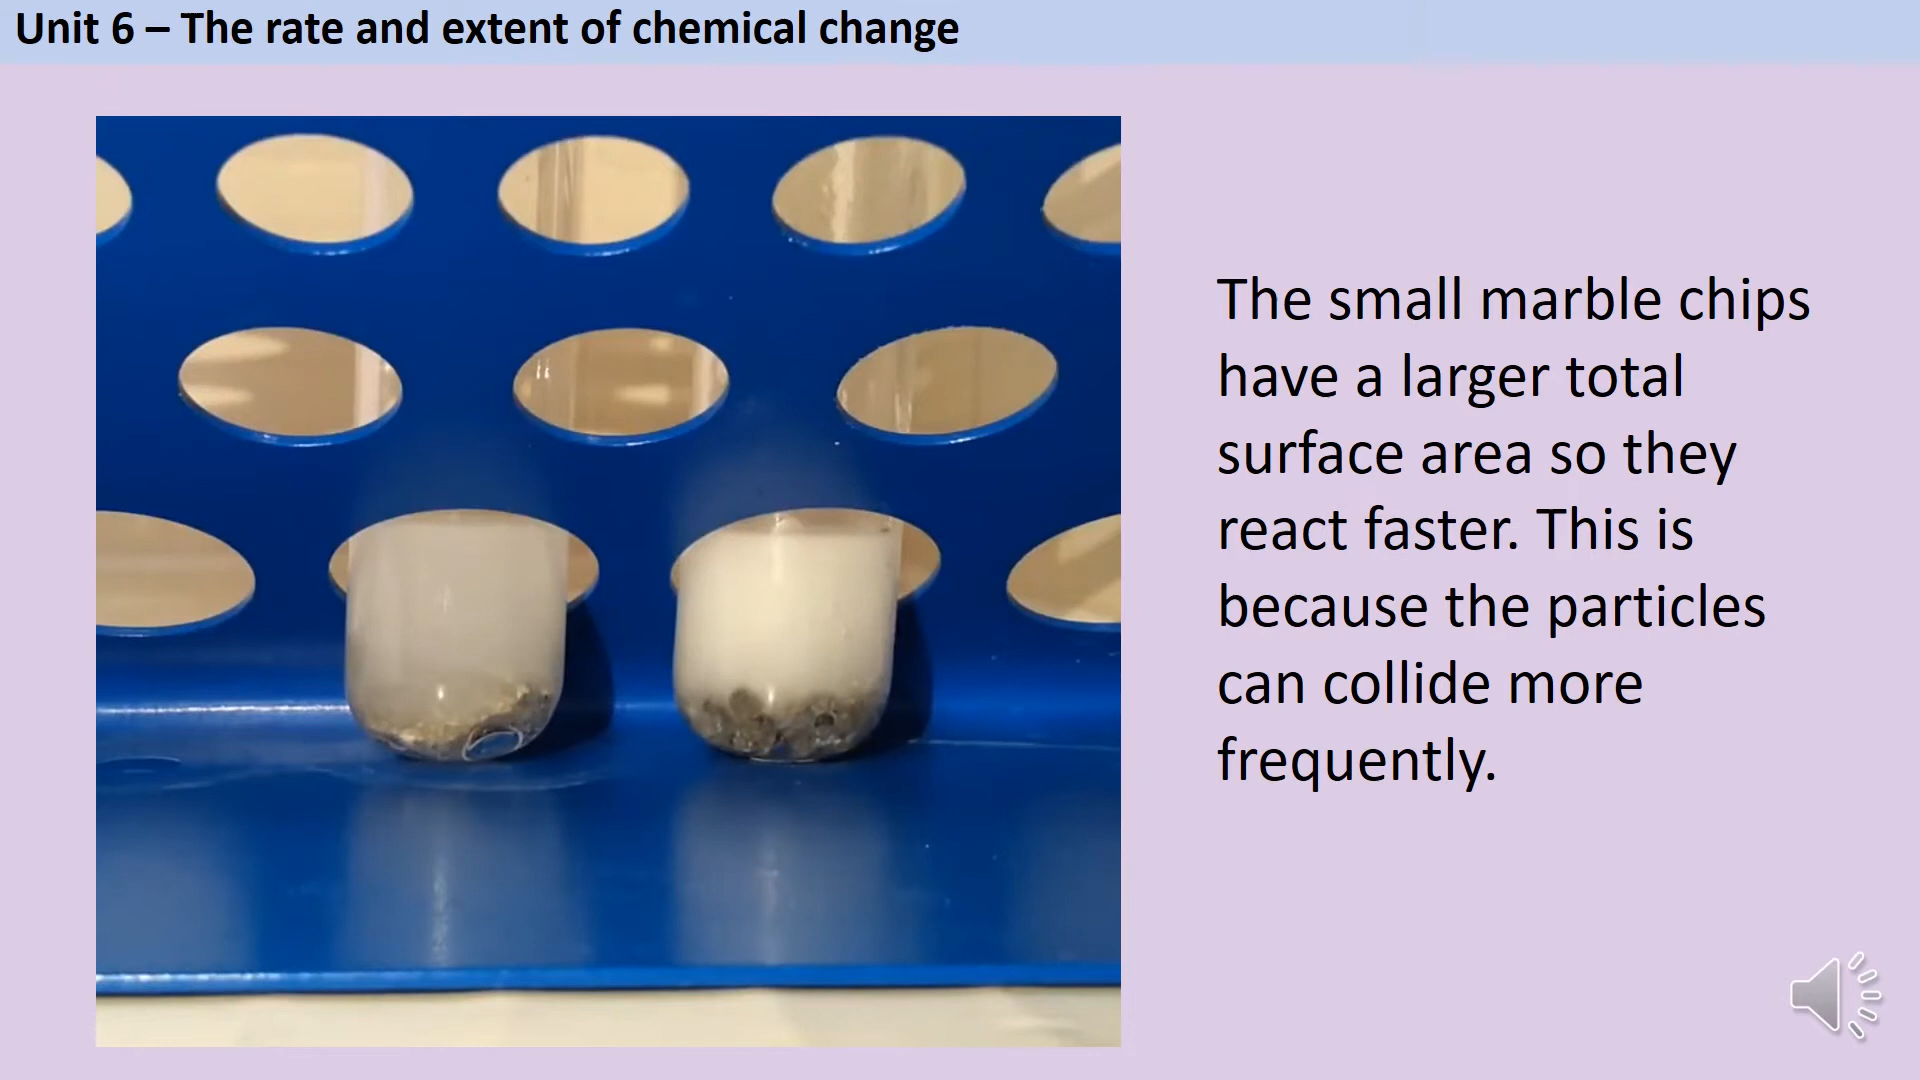 Unit 6 – The rate and extent of chemical change
The small marble chips
have a larger total
surface area so they
react faster. This is
because the particles
can collide more
frequently.